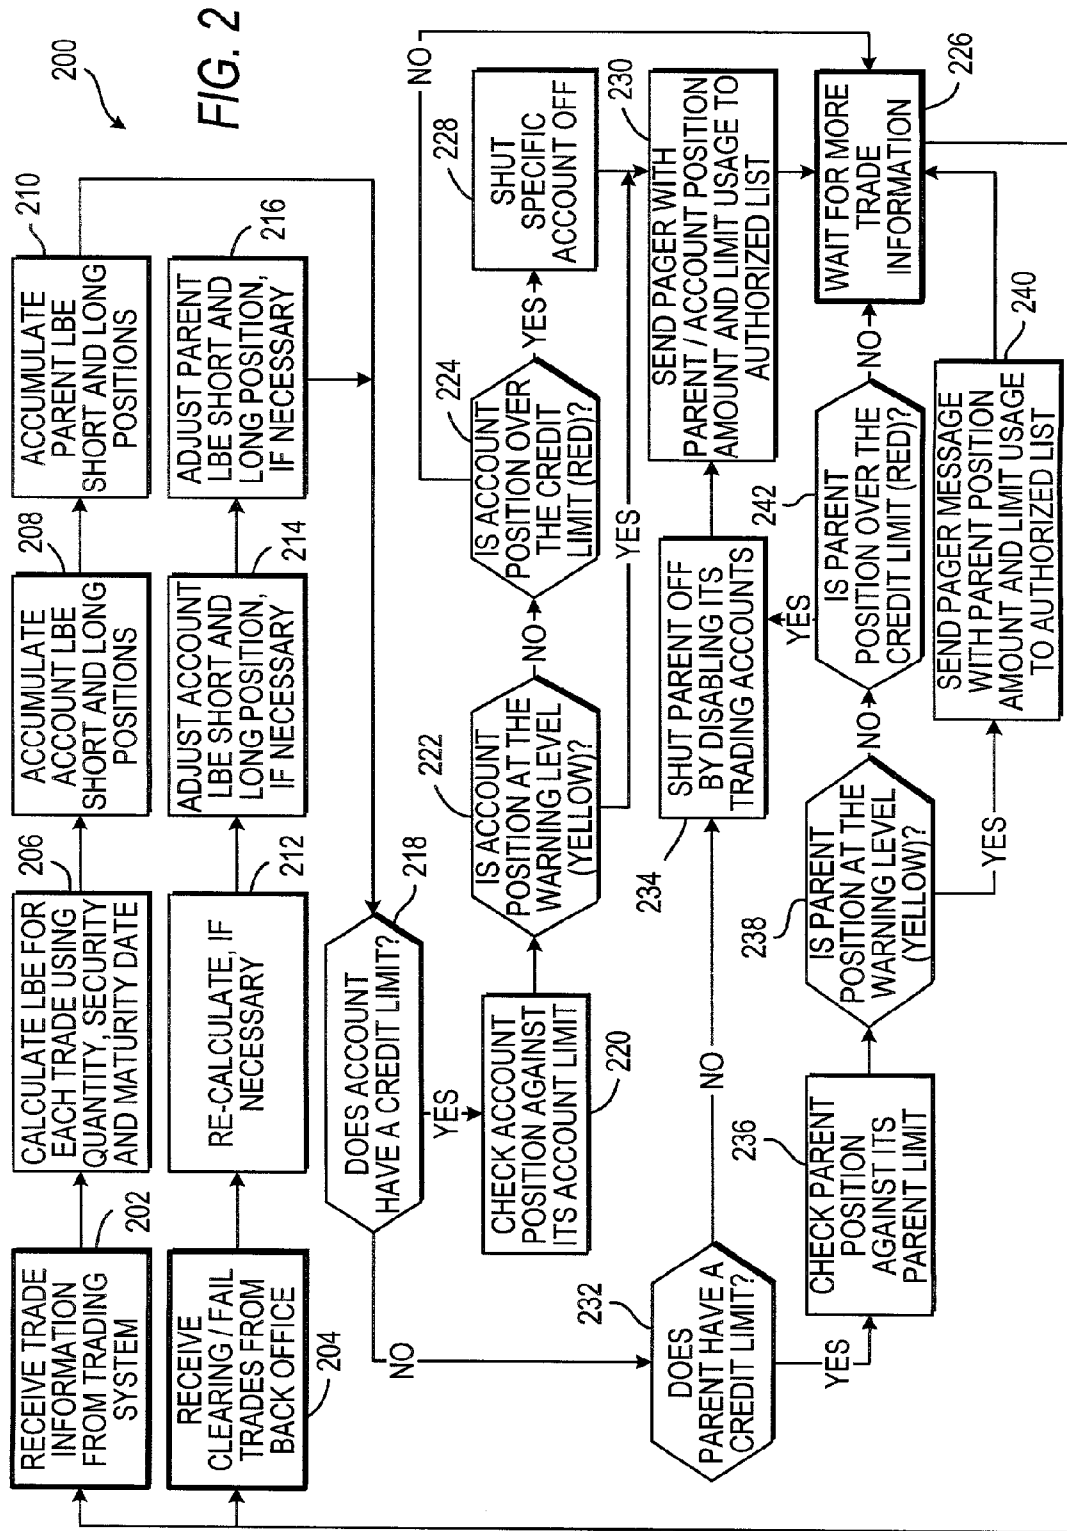 200
FIG. 2
RECEIVE TRADE
INFORMATION
FROM TRADING
SYSTEM
202
CALCULATE LBE FOR
EACH TRADE USING
QUANTITY, SECURITY
AND MATURITY DATE
206
ACCUMULATE
ACCOUNT LBE
SHORT AND LONG
POSITIONS
208
ACCUMULATE
PARENT LBE
SHORT AND LONG
POSITIONS
210
RECEIVE
CLEARING / FAIL
TRADES FROM
BACK OFFICE
204
RE-CALCULATE, IF
NECESSARY
212
ADJUST ACCOUNT
LBE SHORT AND
LONG POSITION,
IF NECESSARY
214
ADJUST PARENT
LBE SHORT AND
LONG POSITION,
IF NECESSARY
216
DOES ACCOUNT
HAVE A CREDIT LIMIT?
218
NO
YES
CHECK ACCOUNT
POSITION AGAINST
ITS ACCOUNT LIMIT
220
IS ACCOUNT
POSITION AT THE
WARNING LEVEL
(YELLOW)?
222
NO
YES
IS ACCOUNT
POSITION OVER
THE CREDIT
LIMIT (RED)?
224
YES
NO
SHUT
SPECIFIC
ACCOUNT OFF
228
SEND PAGER WITH
PARENT / ACCOUNT POSITION
AMOUNT AND LIMIT USAGE TO
AUTHORIZED LIST
230
DOES
PARENT HAVE A
CREDIT LIMIT?
232
NO
YES
SHUT PARENT OFF
BY DISABLING ITS
TRADING ACCOUNTS
234
CHECK PARENT
POSITION
AGAINST ITS
PARENT LIMIT
236
IS PARENT
POSITION AT THE
WARNING LEVEL
(YELLOW)?
238
NO
YES
IS PARENT
POSITION OVER THE
CREDIT LIMIT (RED)?
242
YES
NO
WAIT FOR MORE
TRADE
INFORMATION
226
SEND PAGER MESSAGE
WITH PARENT POSITION
AMOUNT AND LIMIT USAGE
TO AUTHORIZED LIST
240